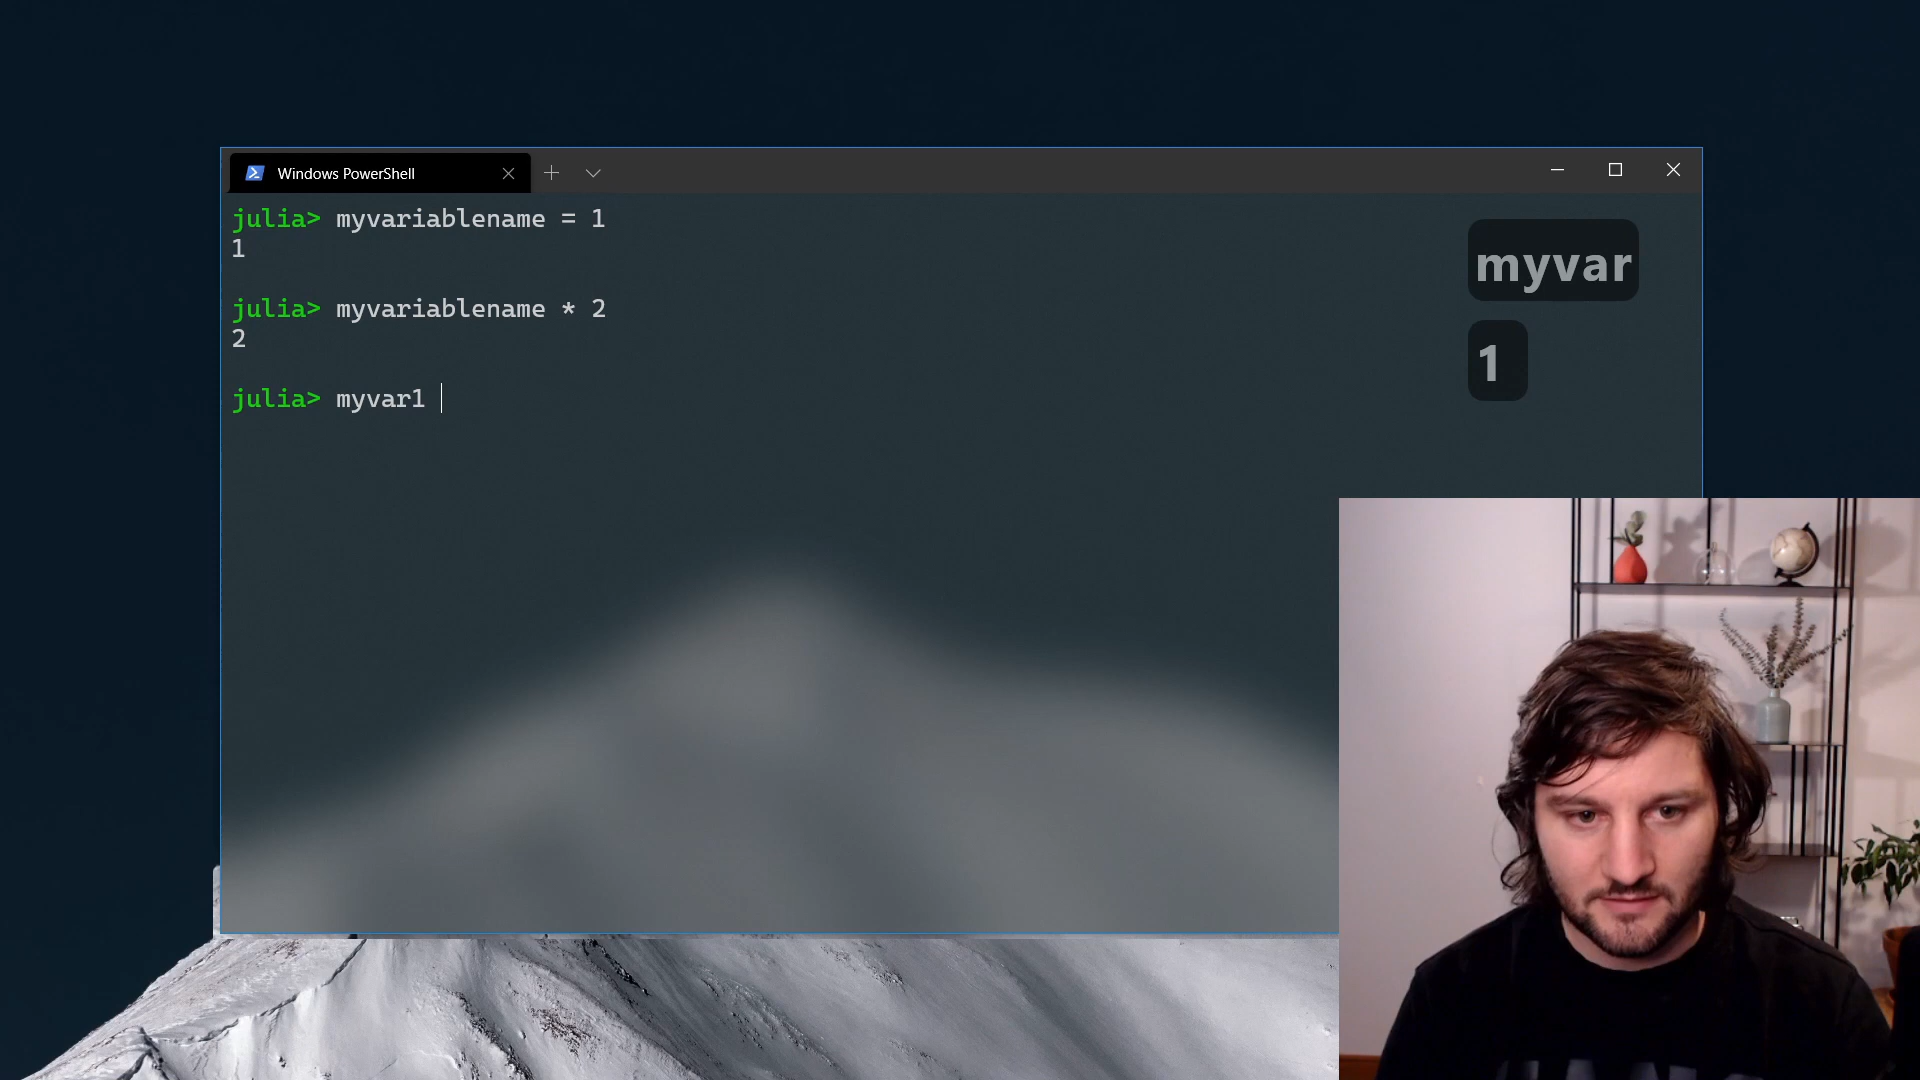 Windows PowerShell
julia> myvariablename = 1
1
julia> myvariablename * 2
2
julia> myvar1
myvar
1